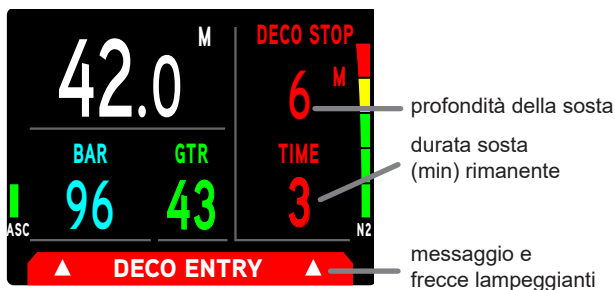 M
42.0
DECO STOP
M
6
BAR
GTR
TIME
96
43
3
ASC
N2
DECO ENTRY
profondità della sosta
durata sosta
(min) rimanente
messaggio e
frecce lampeggianti